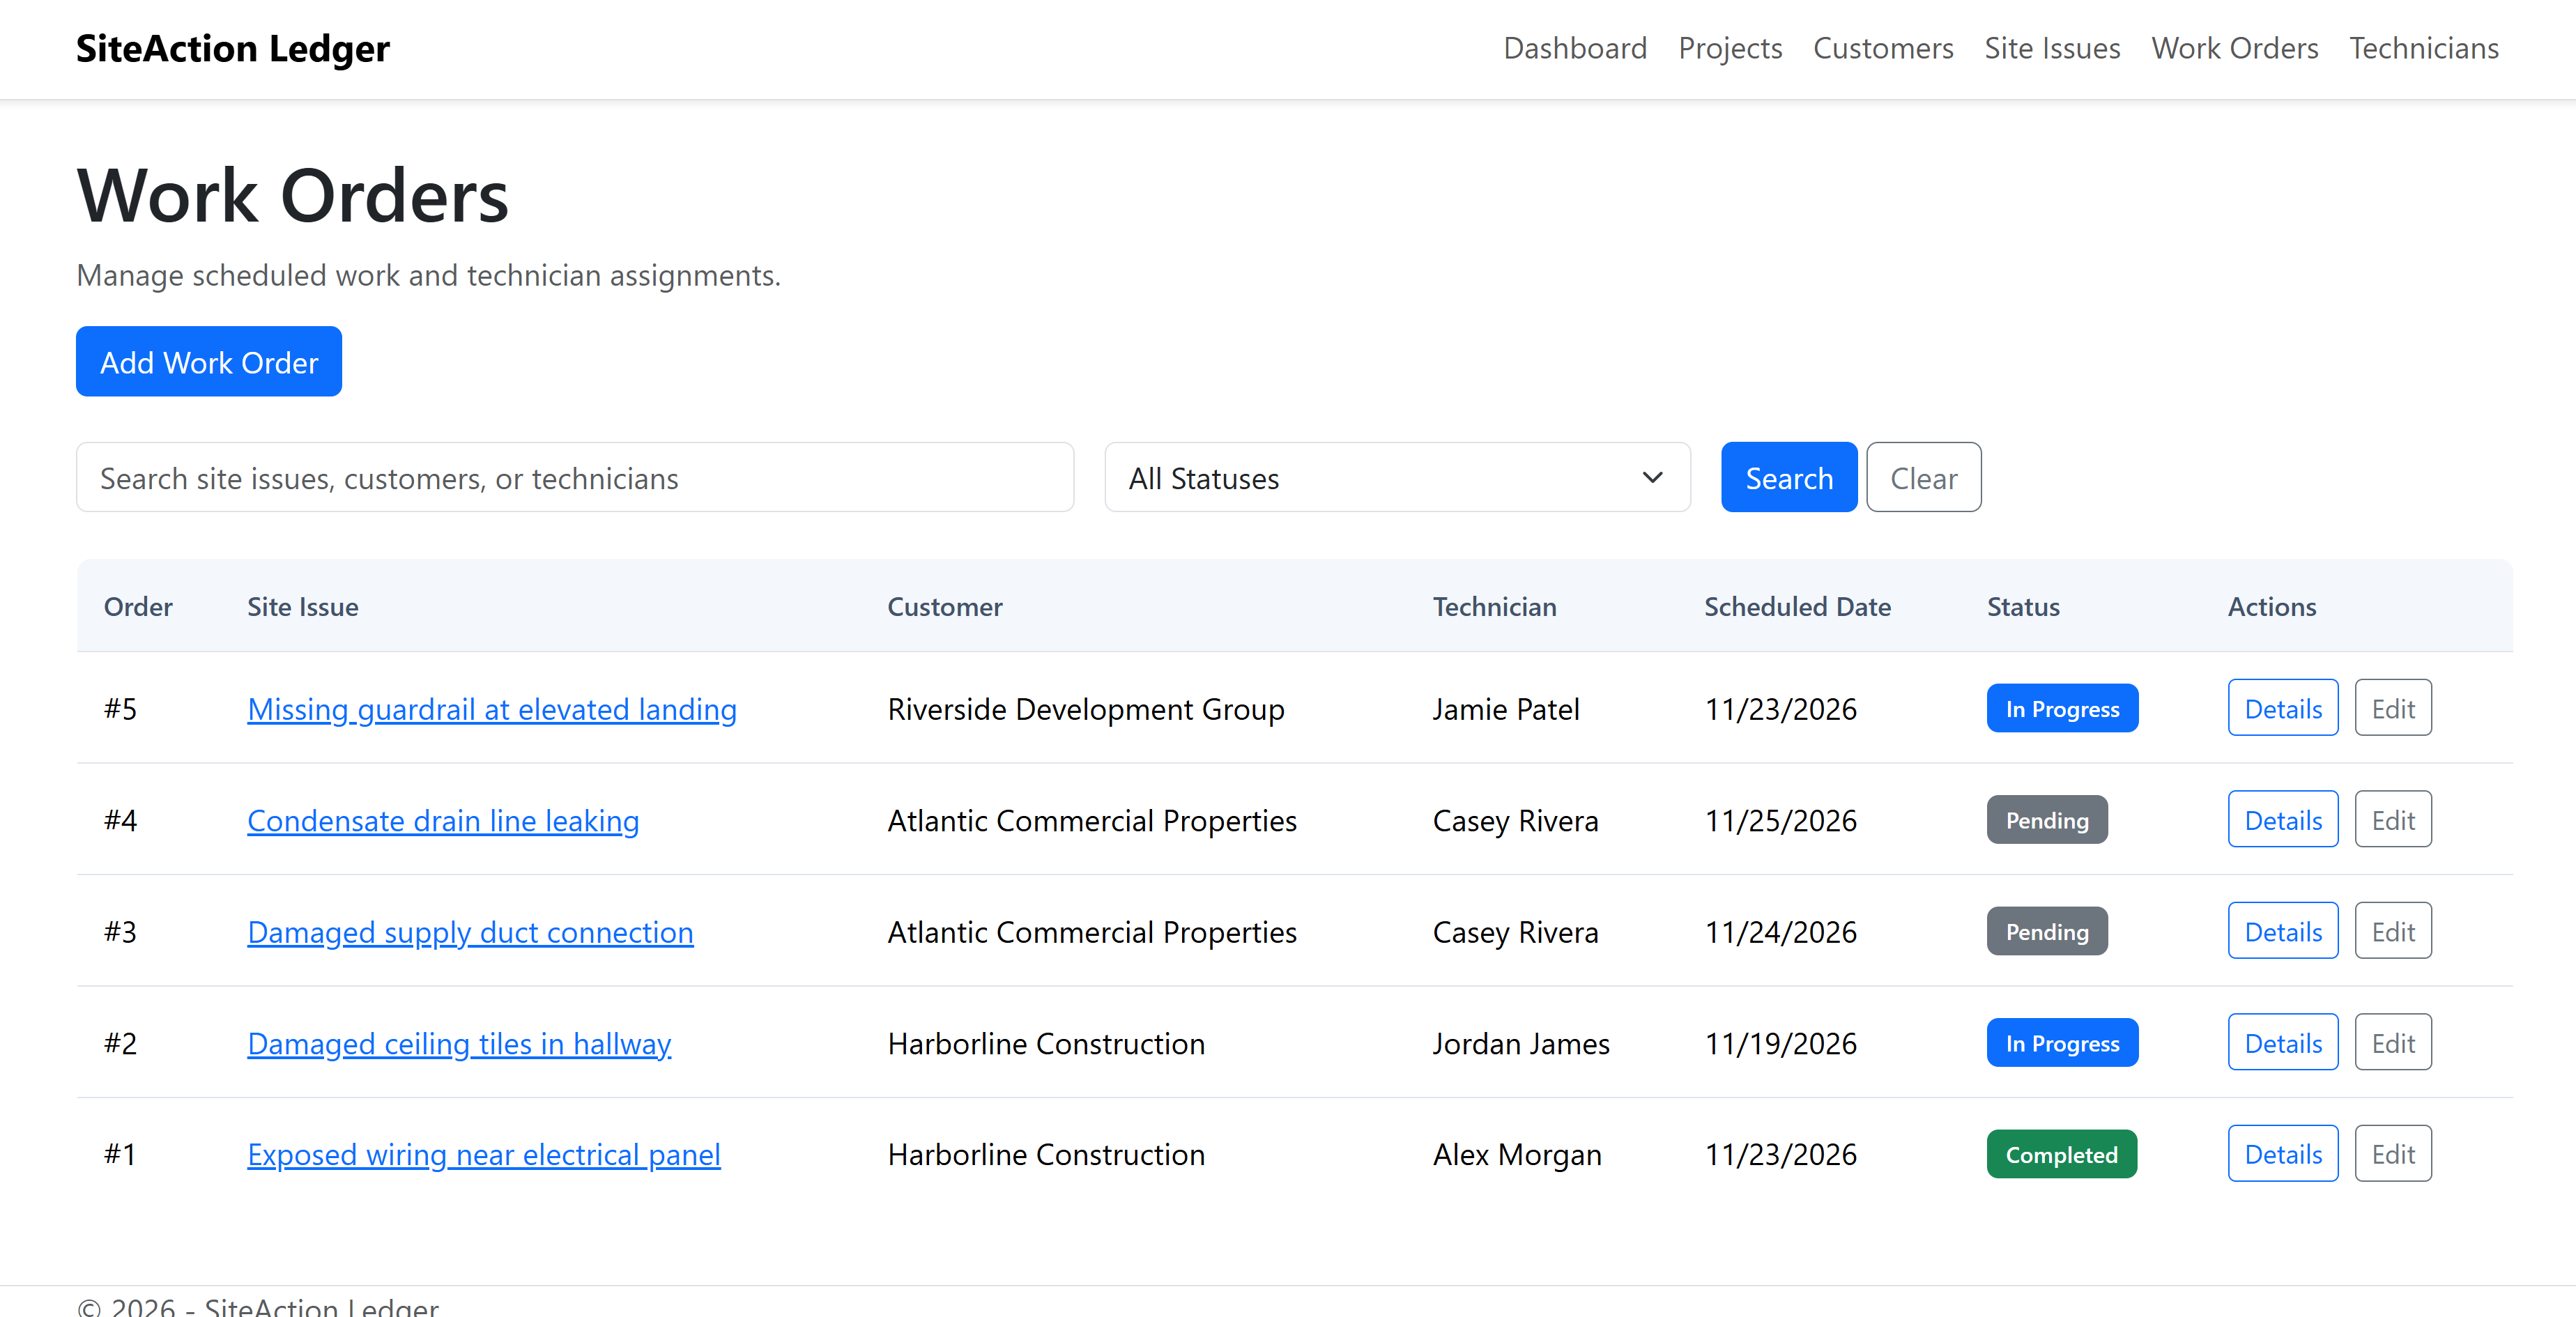 SiteAction Ledger Dashboard Projects Customers Site Issues Work Orders Technicians
Work Orders
Manage scheduled work and technician assignments.
Add Work Order
Search site issues, customers, or technicians All Statuses Search Clear
Order Site Issue Customer Technician Scheduled Date Status Actions
#5 Missing guardrail at elevated landing Riverside Development Group Jamie Patel 11/23/2026 In Progress Details Edit
#4 Condensate drain line leaking Atlantic Commercial Properties Casey Rivera 11/25/2026 Pending Details Edit
#3 Damaged supply duct connection Atlantic Commercial Properties Casey Rivera 11/24/2026 Pending Details Edit
#2 Damaged ceiling tiles in hallway Harborline Construction Jordan James 11/19/2026 In Progress Details Edit
#1 Exposed wiring near electrical panel Harborline Construction Alex Morgan 11/23/2026 Completed Details Edit
© 2026 - SiteAction Ledger